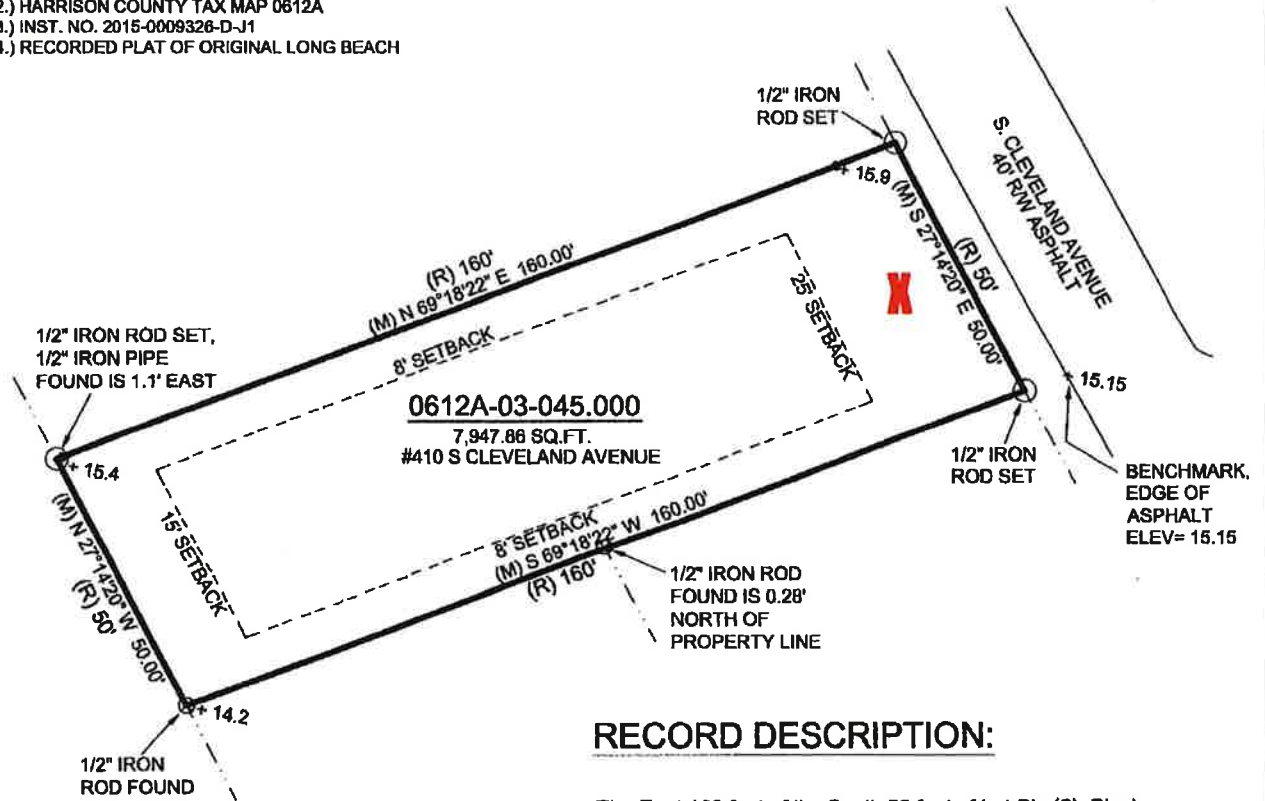 2.) HARRISON COUNTY TAX MAP 0612A
3.) INST. NO. 2015-0009326-D-J1
4.) RECORDED PLAT OF ORIGINAL LONG BEACH
1/2" IRON
ROD SET
15.9
S. CLEVELAND AVENUE
40' R/W ASPHALT
(R) 160'
(M) N 69°18'22" E 160.00'
(M) S 27°14'20" E 50.00'
(R) 50'
8' SETBACK
25' SETBACK
X
1/2" IRON ROD SET,
1/2" IRON PIPE
FOUND IS 1.1' EAST
15.15
0612A-03-045.000
7,947.86 SQ.FT.
#410 S CLEVELAND AVENUE
15.4
1/2" IRON
ROD SET
BENCHMARK,
EDGE OF
ASPHALT
ELEV= 15.15
(M) N 27°14'20" W 50.00'
(R) 50'
15' SETBACK
8' SETBACK
(M) S 69°18'22" W 160.00'
(R) 160'
1/2" IRON ROD
FOUND IS 0.28'
NORTH OF
PROPERTY LINE
14.2
1/2" IRON
ROD FOUND
RECORD DESCRIPTION: